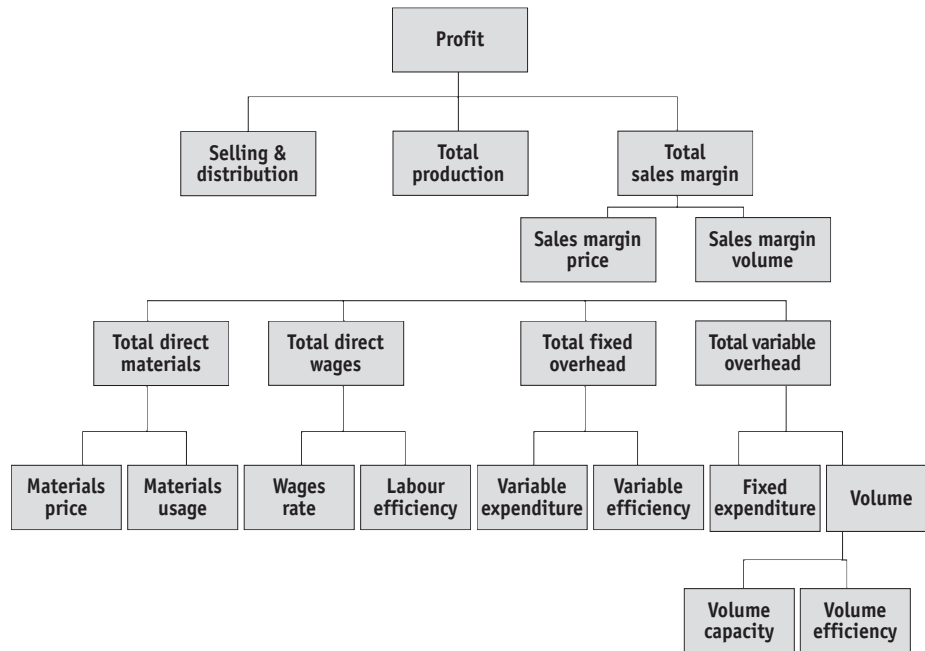 Profit
Selling &
distribution
Total
production
Total
sales margin
Sales margin
price
Sales margin
volume
Total direct
materials
Total direct
wages
Total fixed
overhead
Total variable
overhead
Materials
price
Materials
usage
Wages
rate
Labour
efficiency
Variable
expenditure
Variable
efficiency
Fixed
expenditure
Volume
Volume
capacity
Volume
efficiency